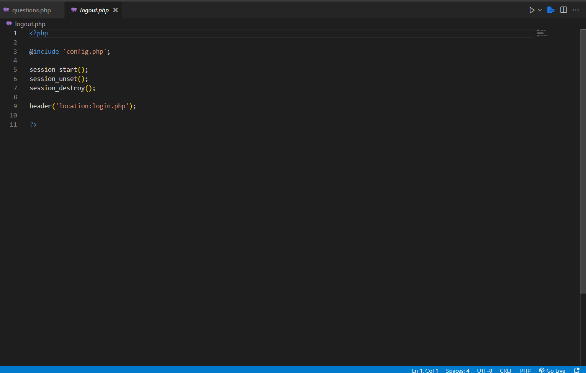 questions.php
logout.php
logout.php
1 <?php
2
3 @include 'config.php';
4
5 session_start();
6 session_unset();
7 session_destroy();
8
9 header('location:login.php');
10
11 ?>
Ln 1, Col 1 Spaces: 4 UTF-8 CRLF PHP Go Live